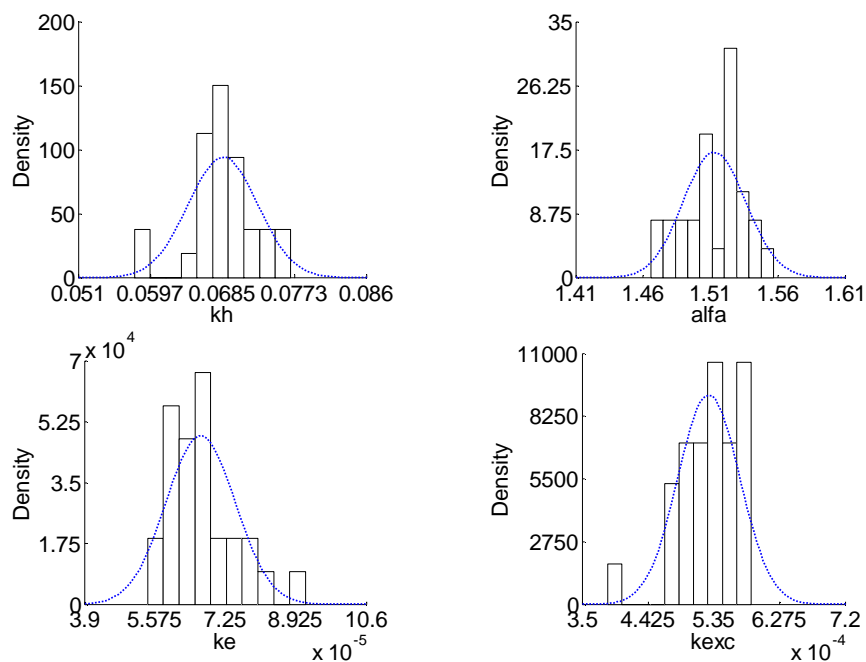 200
150
100
50
0
Density
0.051 0.0597 0.0685 0.0773 0.086
kh
35
26.25
17.5
8.75
0
Density
1.41 1.46 1.51 1.56 1.61
alfa
x 10^4
7
5.25
3.5
1.75
0
Density
3.9 5.575 7.25 8.925 10.6
ke
x 10^-5
11000
8250
5500
2750
0
Density
3.5 4.425 5.35 6.275 7.2
kexc
x 10^-4